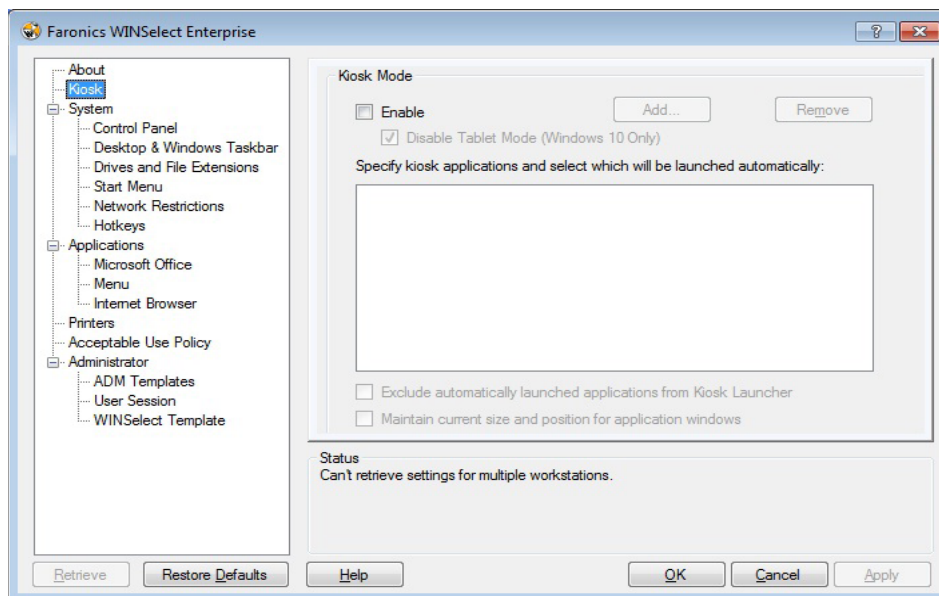 Faronics WINSelect Enterprise
About
Kiosk
System
Control Panel
Desktop & Windows Taskbar
Drives and File Extensions
Start Menu
Network Restrictions
Hotkeys
Applications
Microsoft Office
Menu
Internet Browser
Printers
Acceptable Use Policy
Administrator
ADM Templates
User Session
WINSelect Template
Kiosk Mode
Enable
Add...
Remove
Disable Tablet Mode (Windows 10 Only)
Specify kiosk applications and select which will be launched automatically:
Exclude automatically launched applications from Kiosk Launcher
Maintain current size and position for application windows
Status
Can't retrieve settings for multiple workstations.
Retrieve
Restore Defaults
Help
OK
Cancel
Apply